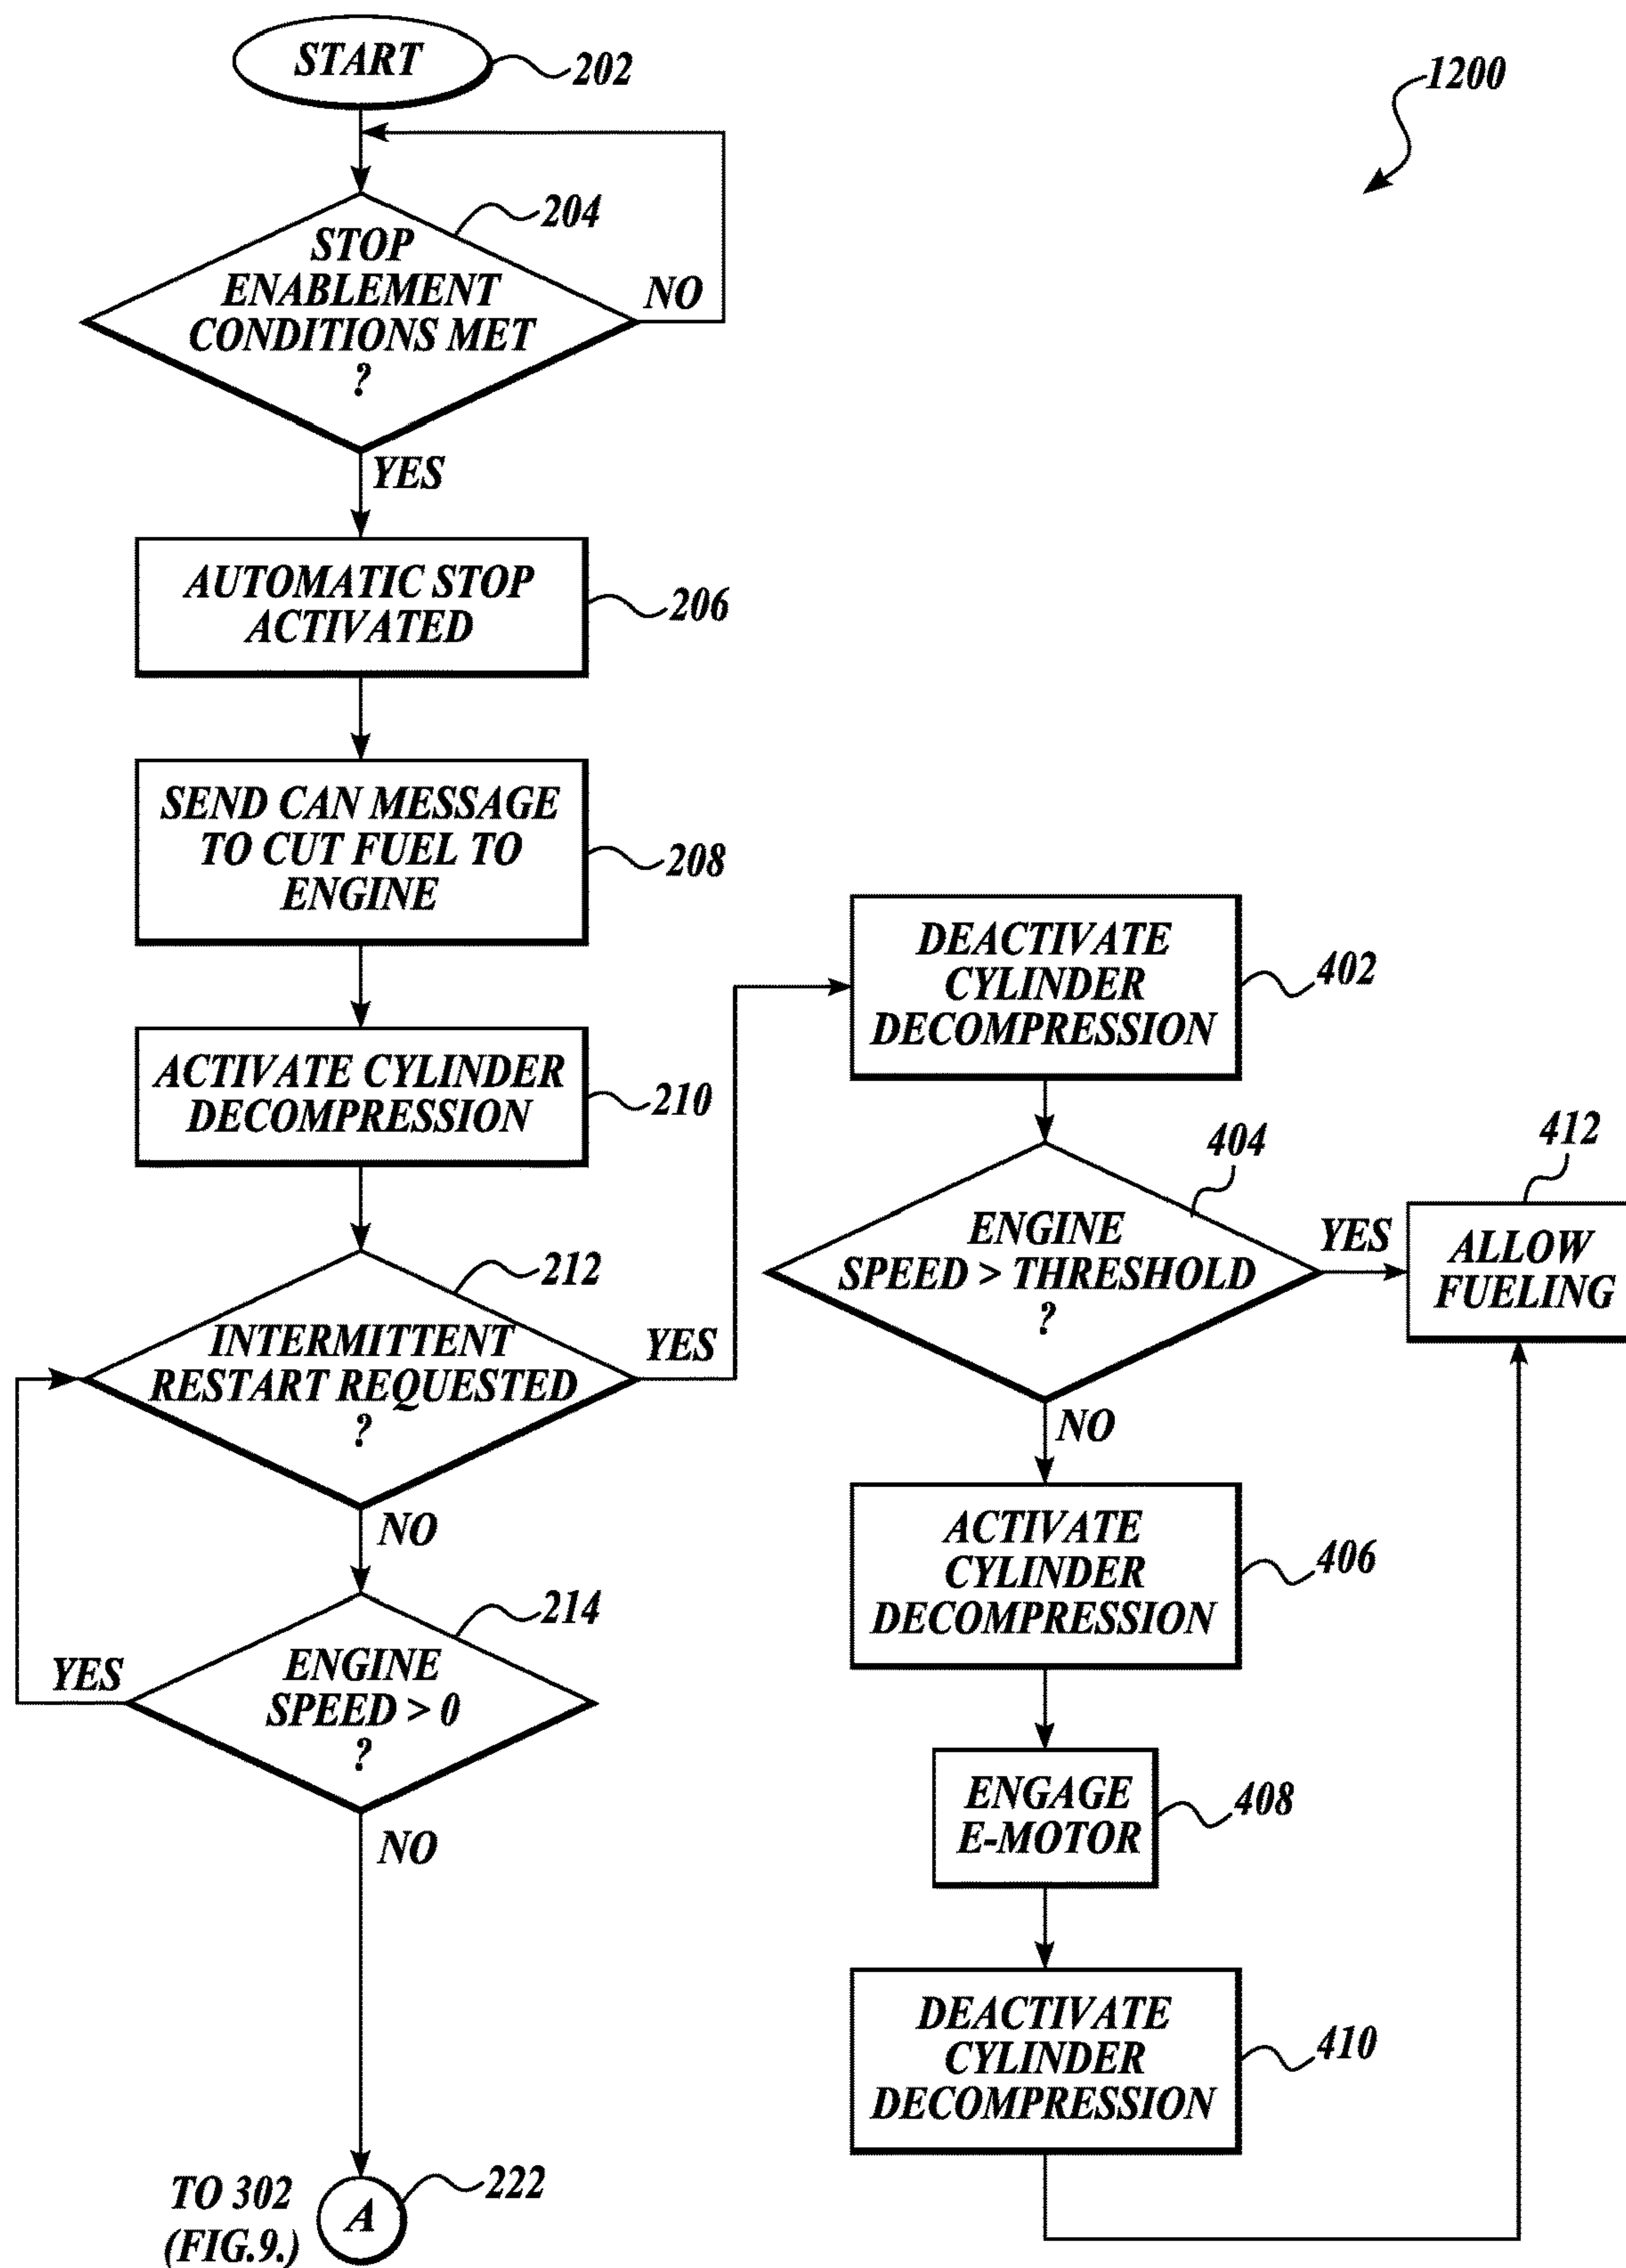 START
202
1200
204
STOP
ENABLEMENT
CONDITIONS MET
?
NO
YES
AUTOMATIC STOP
ACTIVATED
206
SEND CAN MESSAGE
TO CUT FUEL TO
ENGINE
208
ACTIVATE CYLINDER
DECOMPRESSION
210
212
INTERMITTENT
RESTART REQUESTED
?
YES
NO
214
ENGINE
SPEED > 0
?
YES
NO
TO 302
(FIG.9.)
A
222
DEACTIVATE
CYLINDER
DECOMPRESSION
402
404
ENGINE
SPEED > THRESHOLD
?
YES
412
ALLOW
FUELING
NO
ACTIVATE
CYLINDER
DECOMPRESSION
406
ENGAGE
E-MOTOR
408
DEACTIVATE
CYLINDER
DECOMPRESSION
410